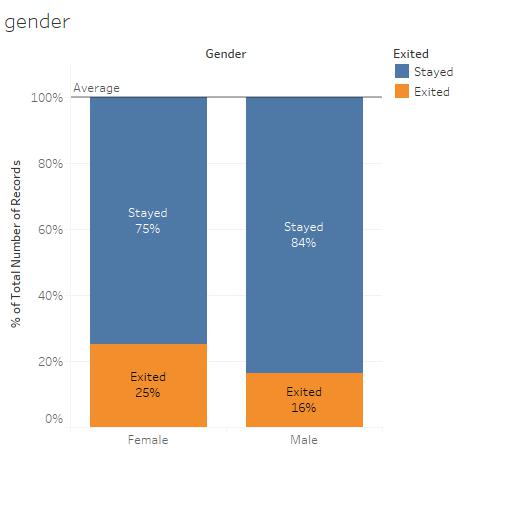 gender
Gender
Exited
Stayed
Exited
Average
100%
80%
60%
40%
20%
0%
% of Total Number of Records
Stayed
75%
Exited
25%
Stayed
84%
Exited
16%
Female
Male